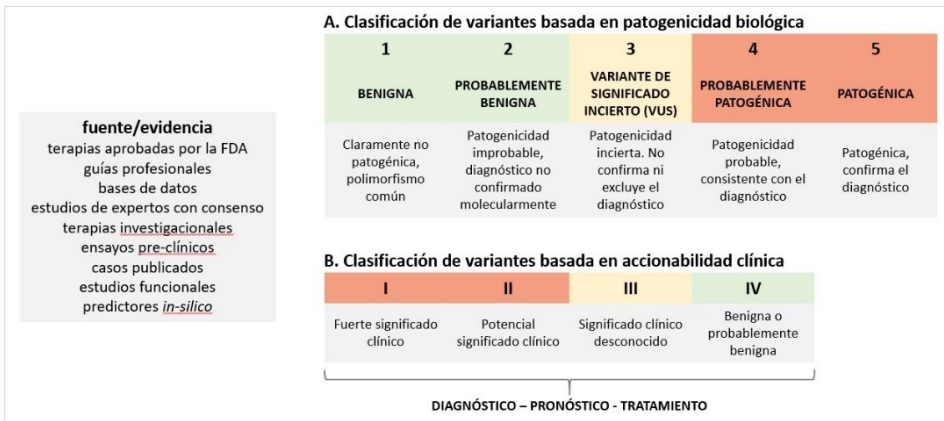 fuente/evidencia
terapias aprobadas por la FDA
guías profesionales
bases de datos
estudios de expertos con consenso
terapias investigacionales
ensayos pre-clínicos
casos publicados
estudios funcionales
predictores in-silico
A. Clasificación de variantes basada en patogenicidad biológica
1
BENIGNA
Claramente no
patogénica,
polimorfismo
común
2
PROBABLEMENTE
BENIGNA
Patogenicidad
improbable,
diagnóstico no
confirmado
molecularmente
3
VARIANTE DE
SIGNIFICADO
INCIERTO (VUS)
Patogenicidad
incierta. No
confirma ni
excluye el
diagnóstico
4
PROBABLEMENTE
PATOGÉNICA
Patogenicidad
probable,
consistente con el
diagnóstico
5
PATOGÉNICA
Patogénica,
confirma el
diagnóstico
B. Clasificación de variantes basada en accionabilidad clínica
I
Fuerte significado
clínico
II
Potencial
significado clínico
III
Significado clínico
desconocido
IV
Benigna o
probablemente
benigna
DIAGNÓSTICO – PRONÓSTICO - TRATAMIENTO